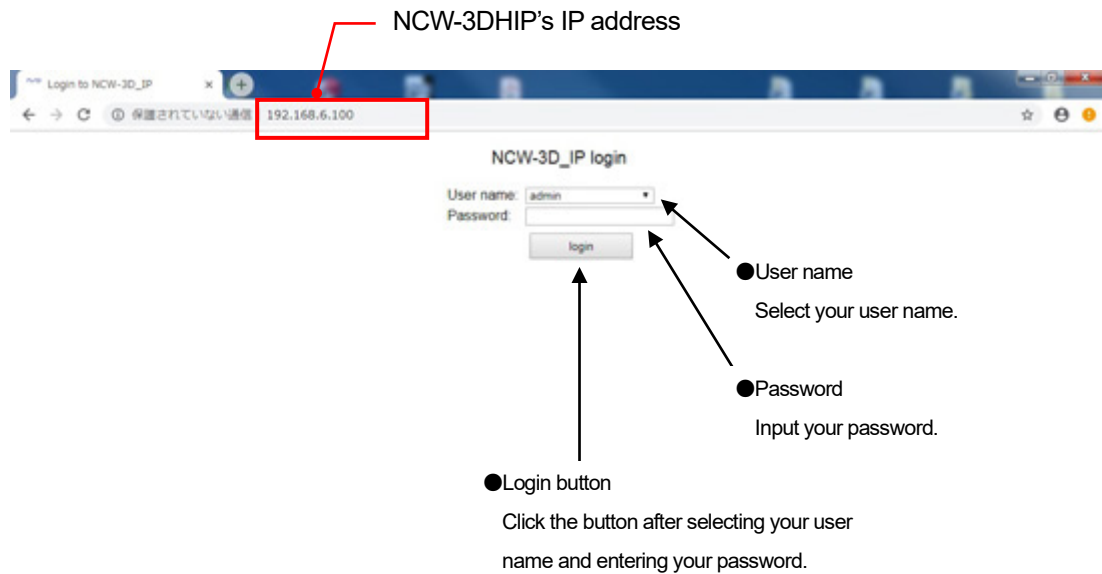 NCW-3DHIP's IP address
Login to NCW-3D_IP
保護されていない通信 192.168.6.100
NCW-3D_IP login
User name: admin
Password:
login
●User name
Select your user name.
●Password
Input your password.
●Login button
Click the button after selecting your user
name and entering your password.